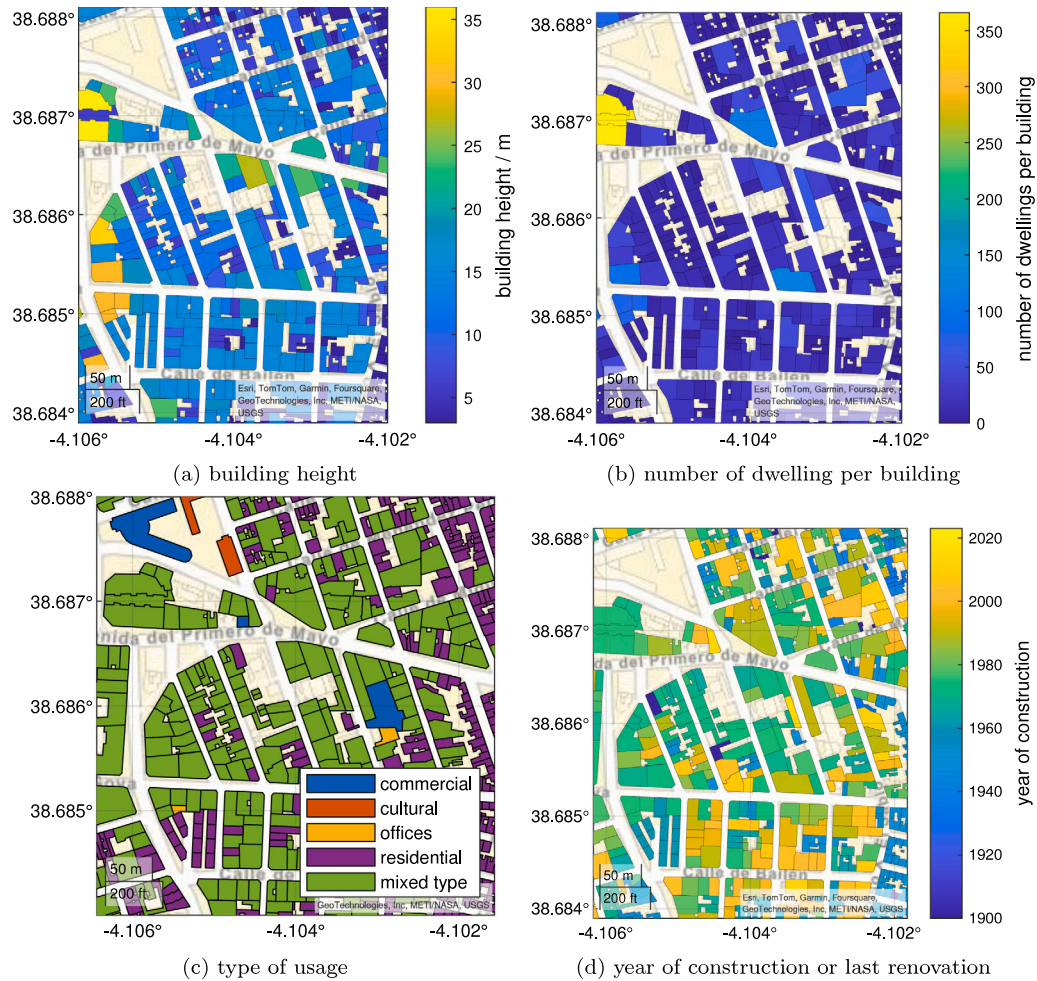 38.688°
38.687°
38.686°
38.685°
38.684°
da del Primero de Mayo
Calle de Bailén
50 m
200 ft
Esri, TomTom, Garmin, Foursquare,
GeoTechnologies, Inc, METI/NASA,
USGS
-4.106°
-4.104°
-4.102°
35
30
25
20
15
10
5
building height / m
(a) building height
38.688°
38.687°
38.686°
38.685°
38.684°
da del Primero de Mayo
Calle de Bailén
50 m
200 ft
Esri, TomTom, Garmin, Foursquare,
GeoTechnologies, Inc, METI/NASA,
USGS
-4.106°
-4.104°
-4.102°
350
300
250
200
150
100
50
0
number of dwellings per building
(b) number of dwelling per building
38.688°
38.687°
38.686°
38.685°
nida del Primero de Mayo
Calle de
50 m
200 ft
commercial
cultural
offices
residential
mixed type
GeoTechnologies, Inc, METI/NASA, USGS
-4.106°
-4.104°
-4.102°
(c) type of usage
38.688°
38.687°
38.686°
38.685°
38.684°
nida del Primero de Mayo
Calle de Bailén
50 m
200 ft
Esri, TomTom, Garmin, Foursquare,
GeoTechnologies, Inc, METI/NASA, USGS
-4.106°
-4.104°
-4.102°
2020
2000
1980
1960
1940
1920
1900
year of construction
(d) year of construction or last renovation